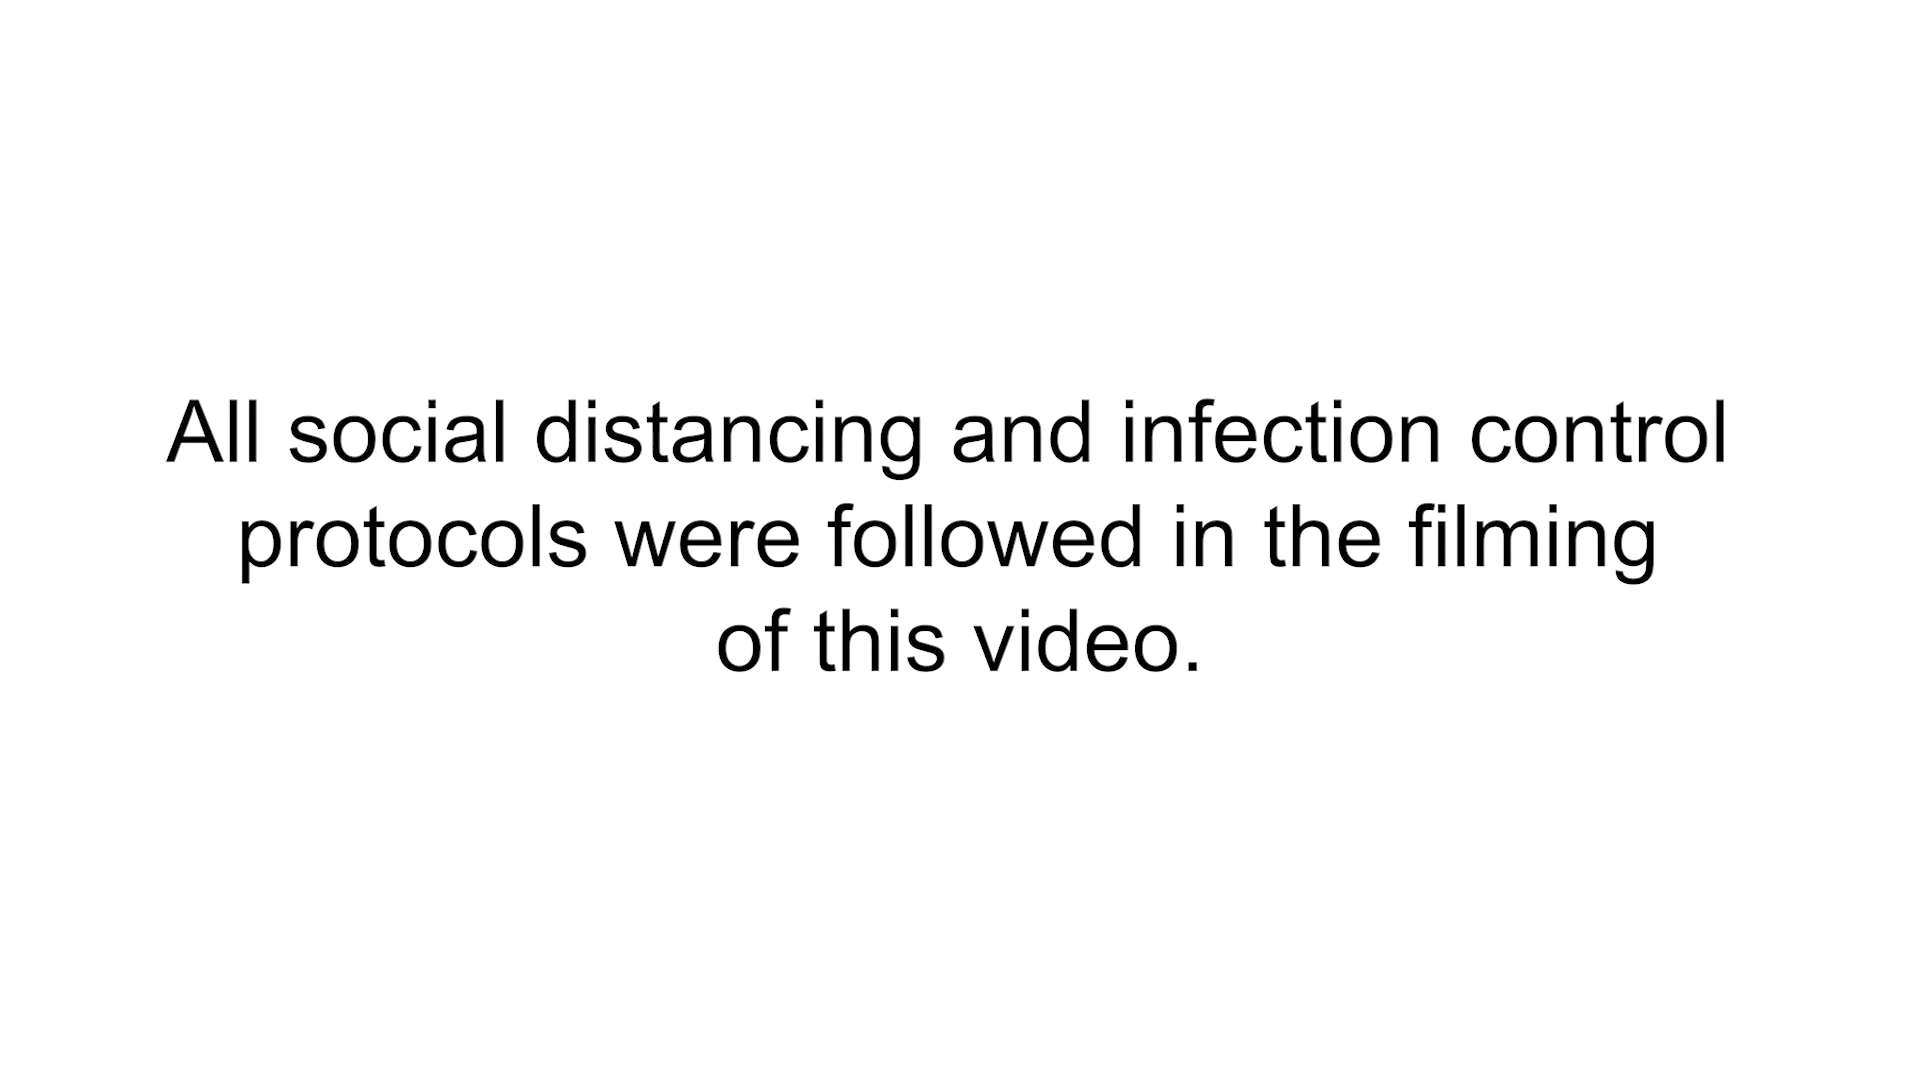 All social distancing and infection control
protocols were followed in the filming
of this video.